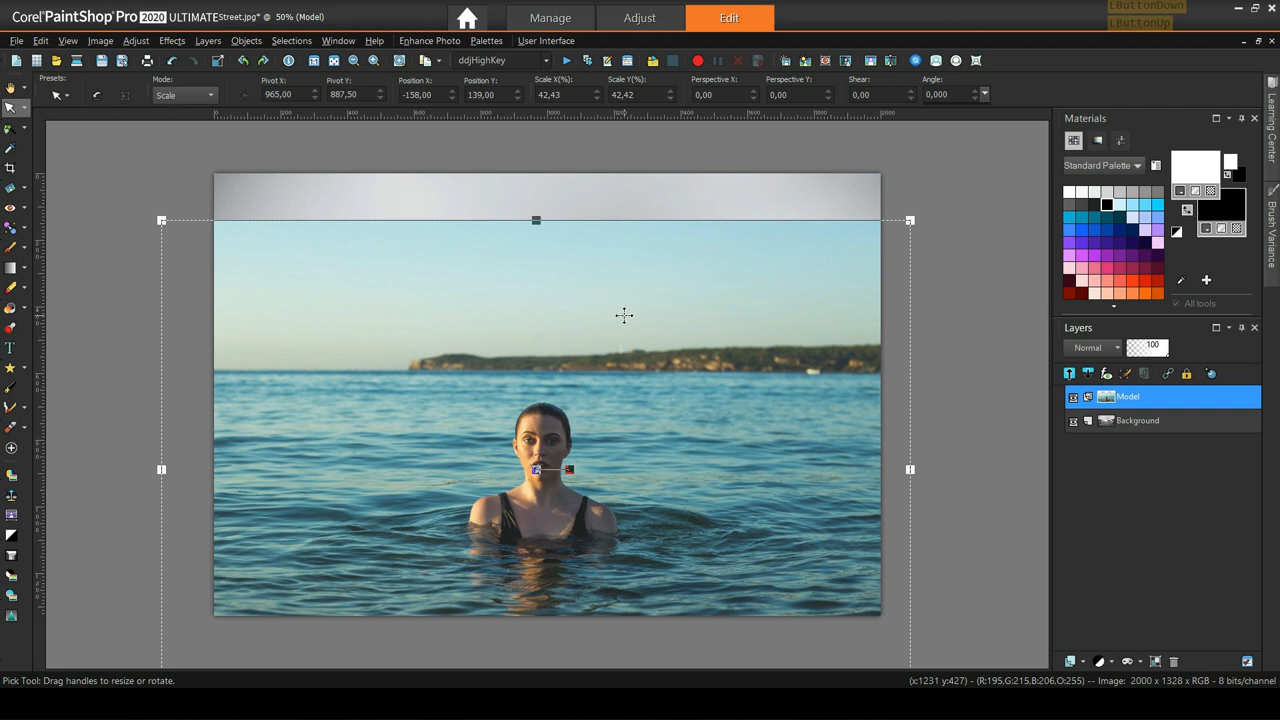 Corel®PaintShop®Pro 2020 ULTIMATE Street.jpg* @ 50% (Model)
Manage
Adjust
Edit
LButtonDown
LButtonUp
File Edit View Image Adjust Effects Layers Objects Selections Window Help Enhance Photo Palettes User Interface
ddjHighKey
Presets: Mode: Pivot X: Pivot Y: Position X: Position Y: Scale X(%): Scale Y(%): Perspective X: Perspective Y: Shear: Angle:
Scale 965,00 887,50 -158,00 139,00 42,43 42,42 0,00 0,00 0,00 0,000
Materials
Standard Palette
All tools
Learning Center
Brush Variance
Layers
Normal 100
Model
Background
Pick Tool: Drag handles to resize or rotate.
(x:1231 y:427) -- (R:195,G:215,B:206,O:255) -- Image: 2000 x 1328 x RGB - 8 bits/channel